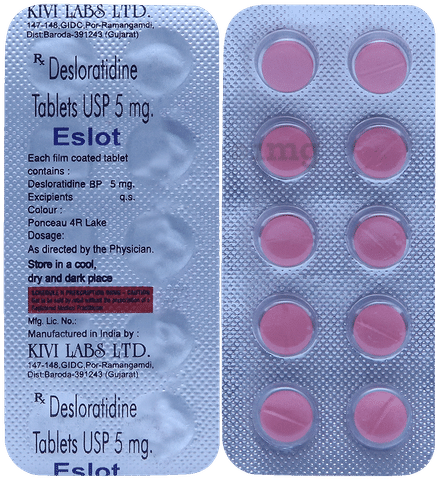 KIVI LABS LTD.
147-148,GIDC,Por-Ramangamdi,
Dist:Baroda-391243 (Gujarat)
Rx Desloratidine
Tablets USP 5 mg.
Eslot
Each film coated tablet
contains :
Desloratidine BP 5 mg.
Excipients q.s.
Colour :
Ponceau 4R Lake
Dosage:
As directed by the Physician.
Store in a cool,
dry and dark place
Mfg. Lic. No.:
Manufactured in India by :
KIVI LABS LTD.
147-148,GIDC,Por-Ramangamdi,
Dist:Baroda-391243 (Gujarat)
Rx Desloratidine
Tablets USP 5 mg.
Eslot